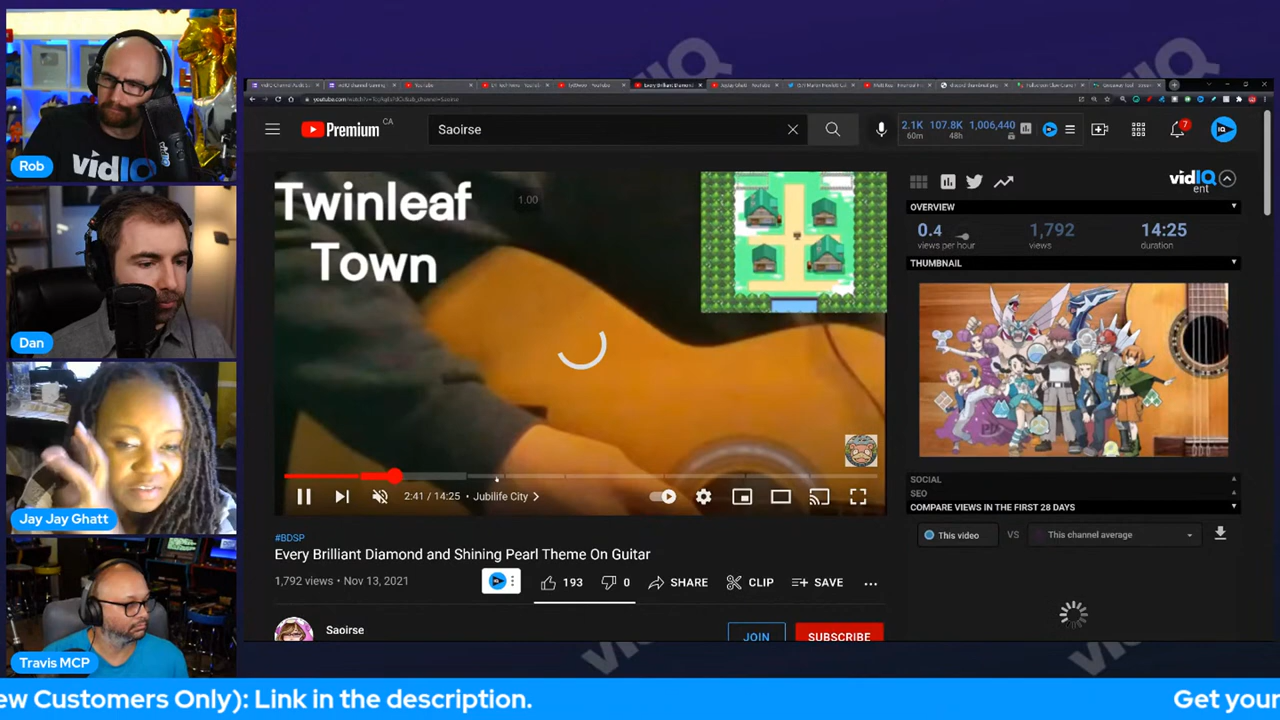 vidIQ
Rob
Dan
Jay Jay Ghatt
Travis MCP
Premium
CA
Saoirse
2.1K 107.8K 1,006,440
60m 48h
7
IQ
Twinleaf
Town
1.00
2:41 / 14:25 • Jubilife City
#BDSP
Every Brilliant Diamond and Shining Pearl Theme On Guitar
1,792 views • Nov 13, 2021
193
0
SHARE
CLIP
SAVE
Saoirse
JOIN
SUBSCRIBE
vidIQ
ent
OVERVIEW
0.4
views per hour
1,792
views
14:25
duration
THUMBNAIL
SOCIAL
SEO
COMPARE VIEWS IN THE FIRST 28 DAYS
This video
VS
This channel average
VIDIQ
ew Customers Only): Link in the description.
Get your